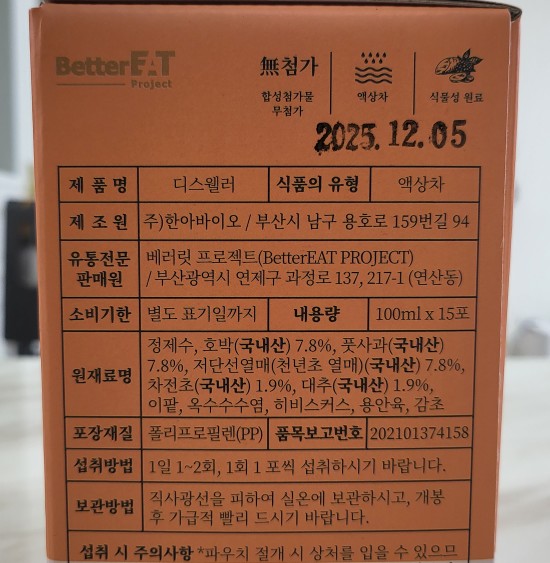 BetterEAT
Project
無첨가
합성첨가물
무첨가
액상차
식물성 원료
2025.12.05
제 품 명 디스웰러 식품의 유형 액상차
제 조 원 주)한아바이오 / 부산시 남구 용호로 159번길 94
유통전문
판매원
베러릿 프로젝트(BetterEAT PROJECT)
/ 부산광역시 연제구 과정로 137, 217-1 (연산동)
소비기한 별도 표기일까지 내용량 100ml x 15포
원재료명
정제수, 호박(국내산) 7.8%, 풋사과(국내산)
7.8%, 저단선열매(천년초 열매)(국내산) 7.8%,
차전초(국내산) 1.9%, 대추(국내산) 1.9%,
이팥, 옥수수수염, 히비스커스, 용안육, 감초
포장재질 폴리프로필렌(PP) 품목보고번호 202101374158
섭취방법 1일 1~2회, 1회 1 포씩 섭취하시기 바랍니다.
보관방법
직사광선을 피하여 실온에 보관하시고, 개봉
후 가급적 빨리 드시기 바랍니다.
섭취 시 주의사항 *파우치 절개 시 상처를 입을 수 있으므